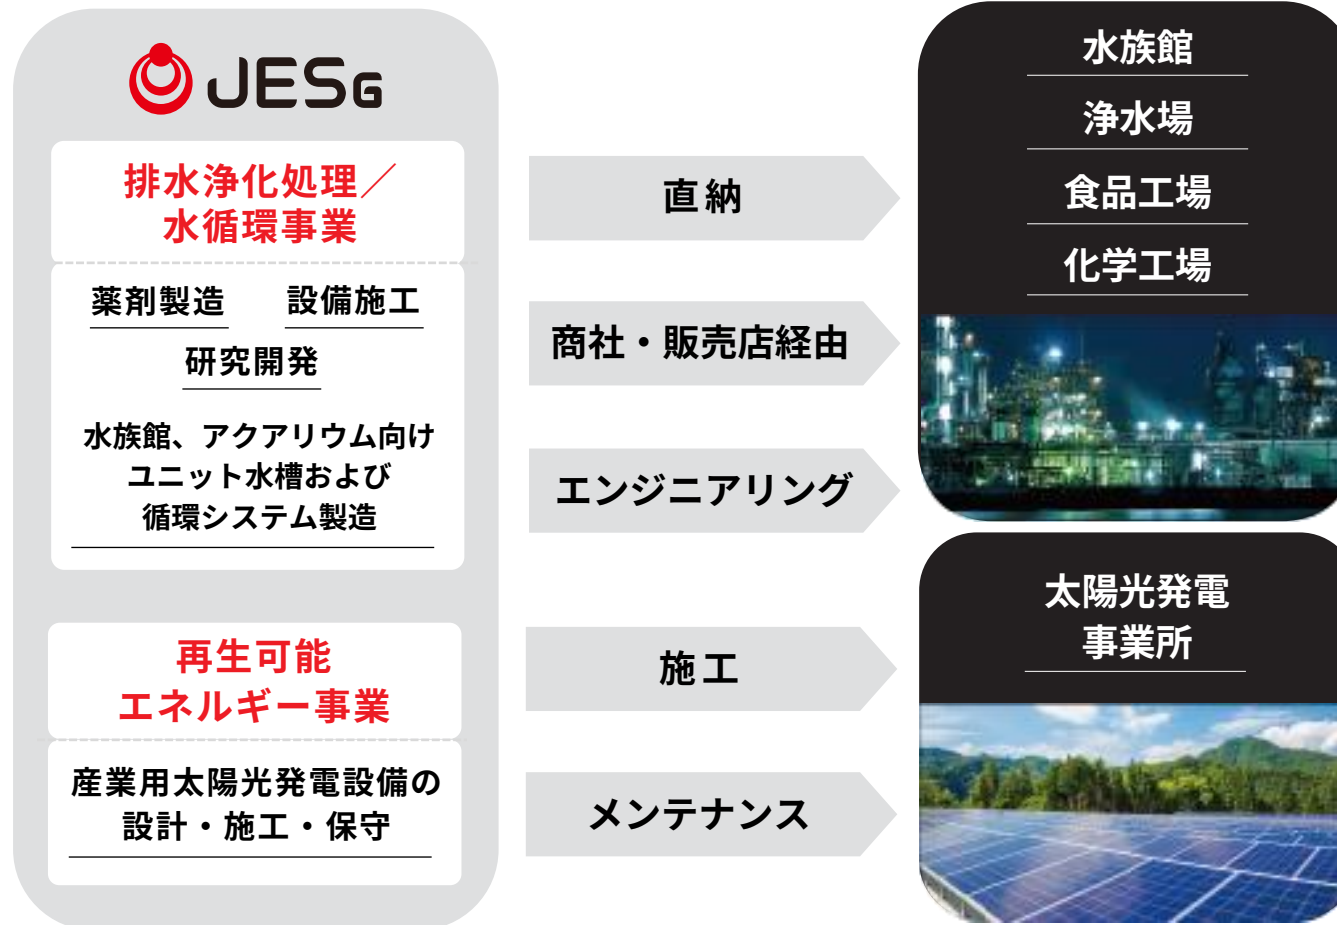 JESG
排水浄化処理／
水循環事業
薬剤製造 設備施工
研究開発
水族館、アクアリウム向け
ユニット水槽および
循環システム製造
再生可能
エネルギー事業
産業用太陽光発電設備の
設計・施工・保守
直納
商社・販売店経由
エンジニアリング
施工
メンテナンス
水族館
浄水場
食品工場
化学工場
太陽光発電
事業所